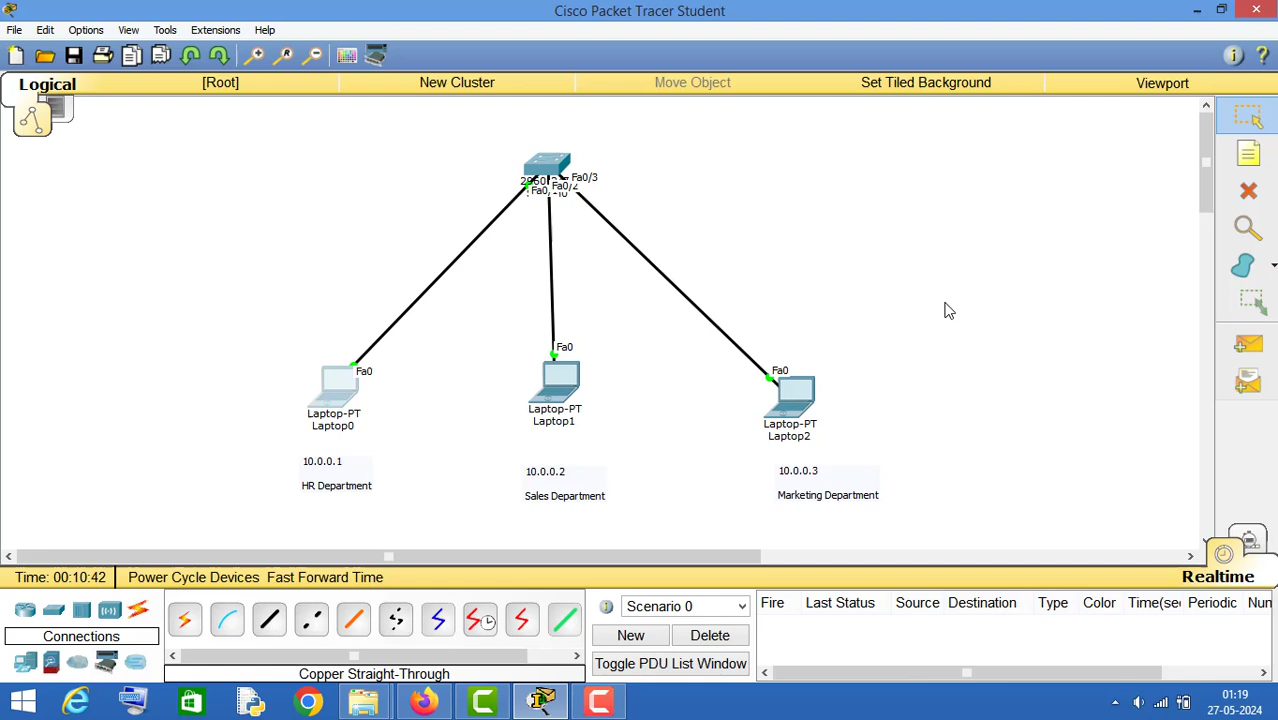 Cisco Packet Tracer Student
File Edit Options View Tools Extensions Help
Logical [Root] New Cluster Move Object Set Tiled Background Viewport
Fa0/3
Fa0/2
Fa0
Fa0
Fa0
Laptop-PT
Laptop0
Laptop-PT
Laptop1
Laptop-PT
Laptop2
10.0.0.1
HR Department
10.0.0.2
Sales Department
10.0.0.3
Marketing Department
Time: 00:10:42 Power Cycle Devices Fast Forward Time
Realtime
Connections
Copper Straight-Through
Scenario 0
New Delete
Toggle PDU List Window
Fire Last Status Source Destination Type Color Time(sec Periodic Num
01:19
27-05-2024